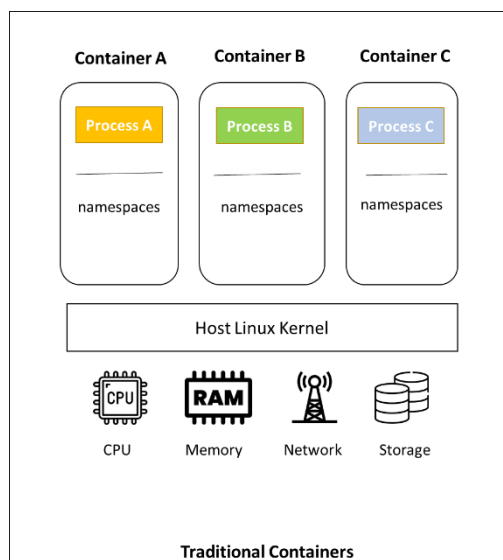 Container A Container B Container C
Process A Process B Process C
namespaces namespaces namespaces
Host Linux Kernel
CPU RAM
CPU Memory Network Storage
Traditional Containers